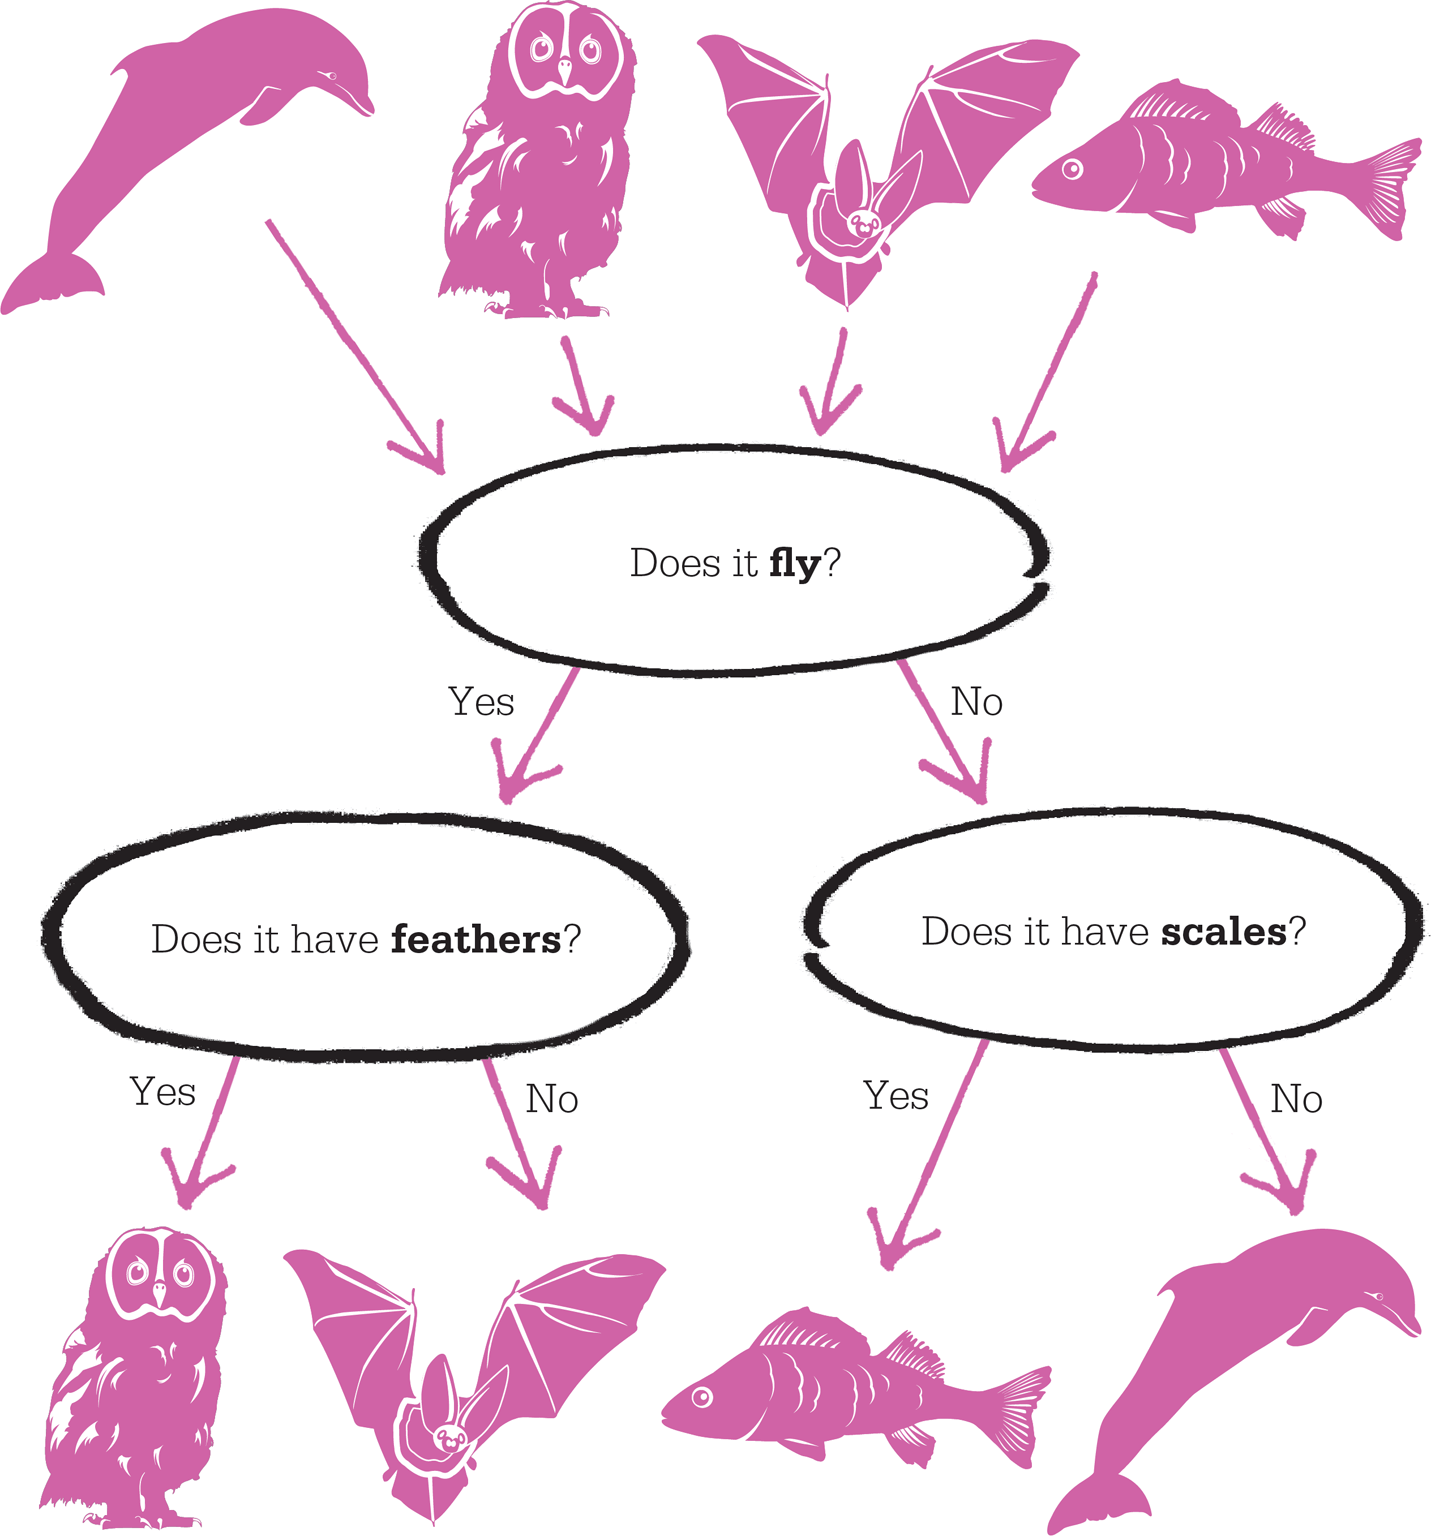 Does it fly?
Yes
No
Does it have feathers?
Does it have scales?
Yes
No
Yes
No